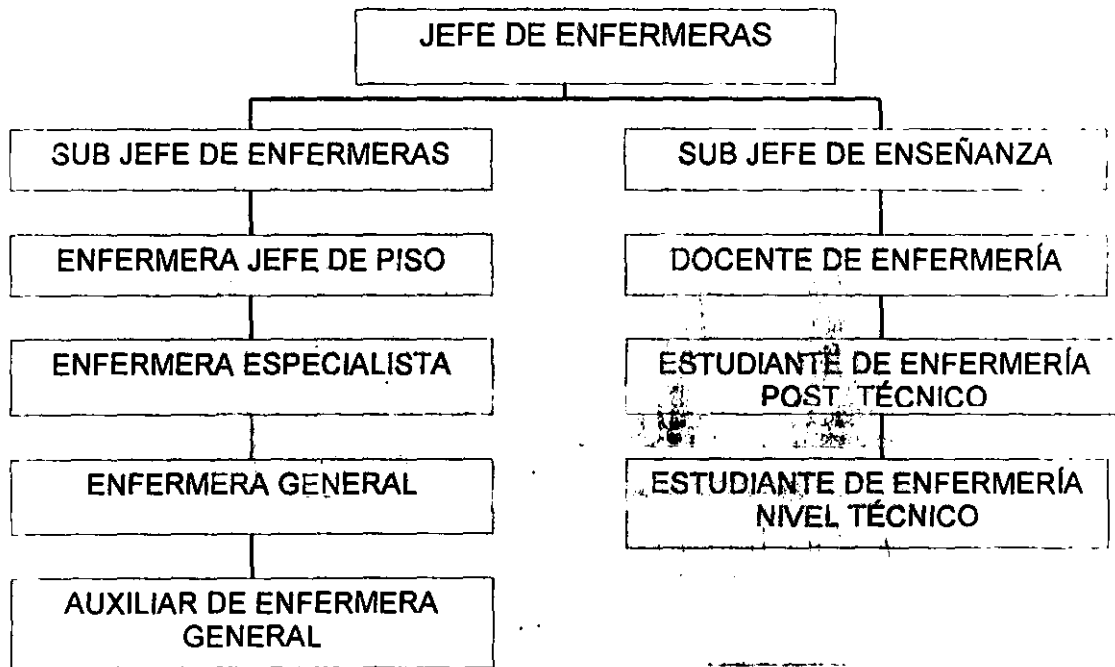 JEFE DE ENFERMERAS
SUB JEFE DE ENFERMERAS
ENFERMERA JEFE DE PISO
ENFERMERA ESPECIALISTA
ENFERMERA GENERAL
AUXILIAR DE ENFERMERA
GENERAL
SUB JEFE DE ENSEÑANZA
DOCENTE DE ENFERMERÍA
ESTUDIANTE DE ENFERMERÍA
POST. TÉCNICO
ESTUDIANTE DE ENFERMERÍA
NIVEL TÉCNICO